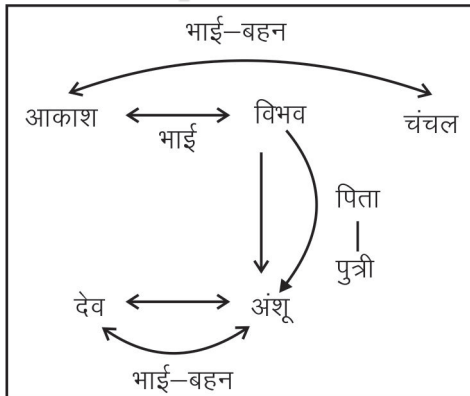 भाई–बहन
आकाश विभव चंचल
भाई
पिता
पुत्री
देव अंशू
भाई–बहन